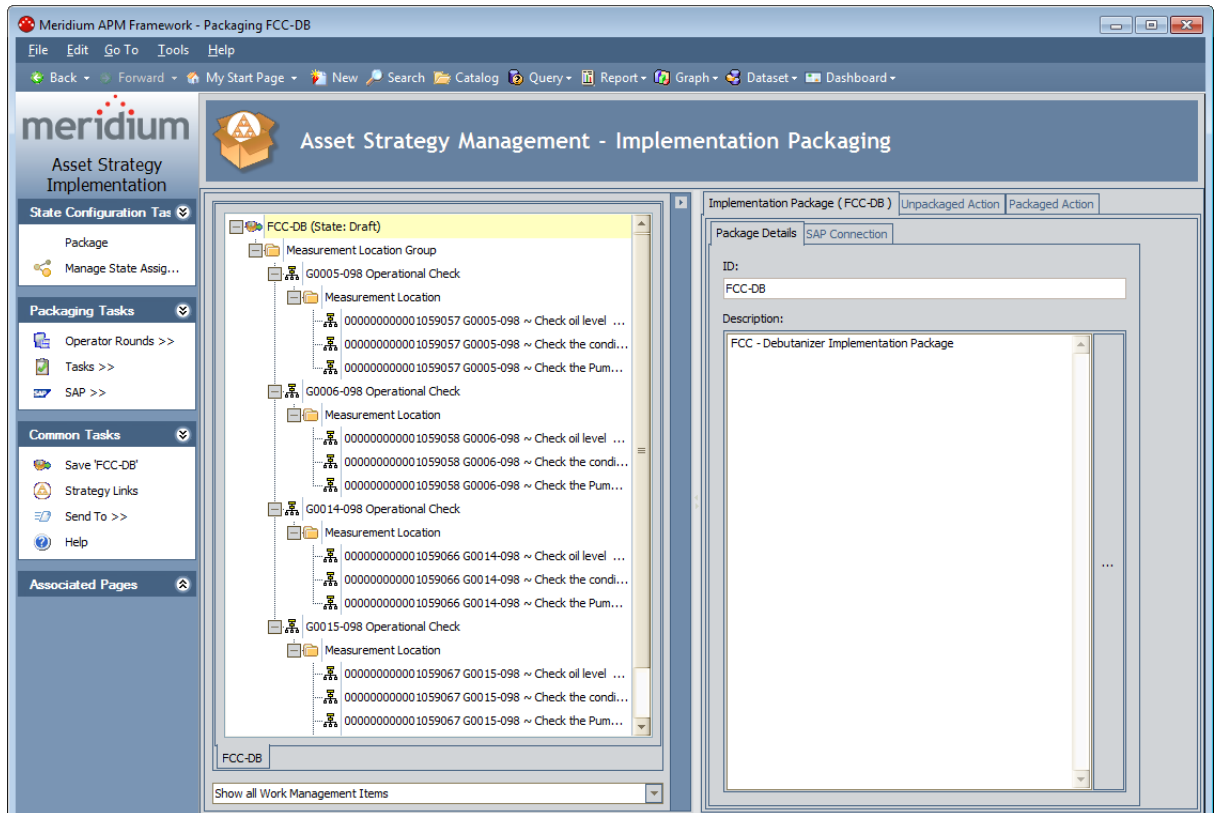 Meridium APM Framework - Packaging FCC-DB
File Edit Go To Tools Help
Back Forward My Start Page New Search Catalog Query Report Graph Dataset Dashboard
meridium
Asset Strategy
Implementation
Asset Strategy Management - Implementation Packaging
State Configuration Tas
Package
Manage State Assig...
Packaging Tasks
Operator Rounds >>
Tasks >>
SAP >>
Common Tasks
Save 'FCC-DB'
Strategy Links
Send To >>
Help
Associated Pages
FCC-DB (State: Draft)
Measurement Location Group
G0005-098 Operational Check
Measurement Location
000000000001059057 G0005-098 ~ Check oil level ...
000000000001059057 G0005-098 ~ Check the condi...
000000000001059057 G0005-098 ~ Check the Pum...
G0006-098 Operational Check
Measurement Location
000000000001059058 G0006-098 ~ Check oil level ...
000000000001059058 G0006-098 ~ Check the condi...
000000000001059058 G0006-098 ~ Check the Pum...
G0014-098 Operational Check
Measurement Location
000000000001059066 G0014-098 ~ Check oil level ...
000000000001059066 G0014-098 ~ Check the condi...
000000000001059066 G0014-098 ~ Check the Pum...
G0015-098 Operational Check
Measurement Location
000000000001059067 G0015-098 ~ Check oil level ...
000000000001059067 G0015-098 ~ Check the condi...
000000000001059067 G0015-098 ~ Check the Pum...
FCC-DB
Show all Work Management Items
Implementation Package ( FCC-DB ) Unpackaged Action Packaged Action
Package Details SAP Connection
ID:
FCC-DB
Description:
FCC - Debutanizer Implementation Package
...